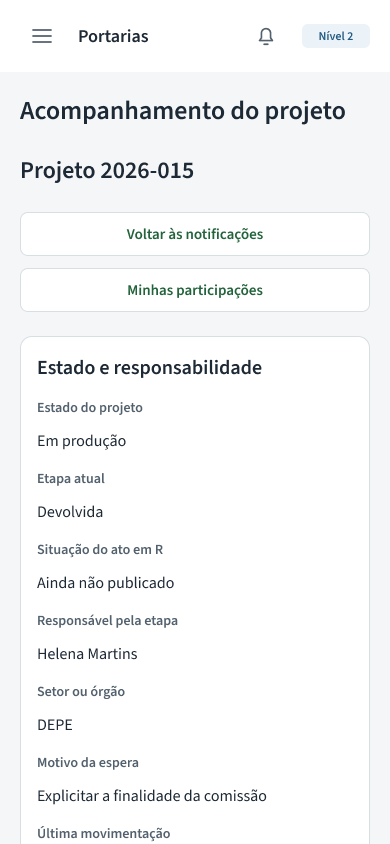 Portarias
Nível 2
Acompanhamento do projeto
Projeto 2026-015
Voltar às notificações
Minhas participações
Estado e responsabilidade
Estado do projeto
Em produção
Etapa atual
Devolvida
Situação do ato em R
Ainda não publicado
Responsável pela etapa
Helena Martins
Setor ou órgão
DEPE
Motivo da espera
Explicitar a finalidade da comissão
Última movimentação